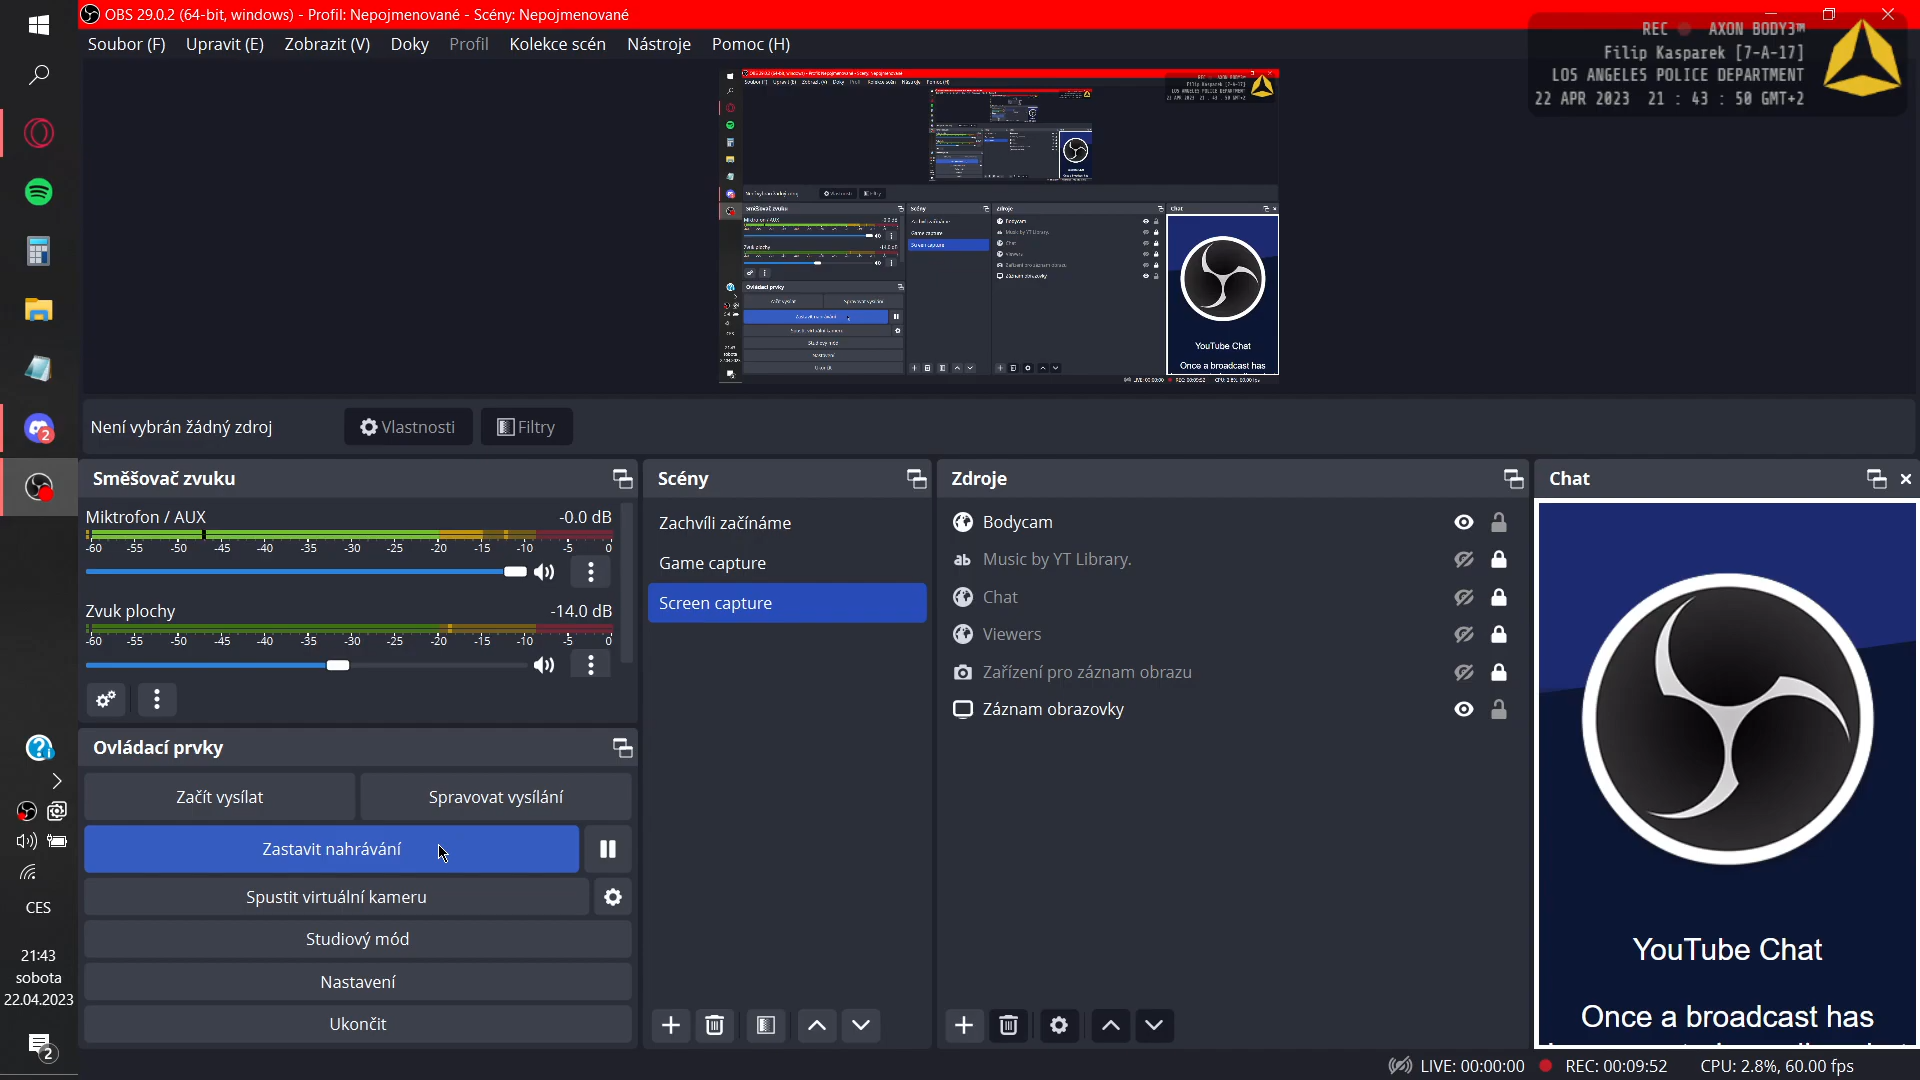 OBS 29.0.2 (64-bit, windows) - Profil: Nepojmenované - Scény: Nepojmenované
Soubor (F) Upravit (E) Zobrazit (V) Doky Profil Kolekce scén Nástroje Pomoc (H)
REC AXON BODY3™
Filip Kasparek [7-A-17]
LOS ANGELES POLICE DEPARTMENT
22 APR 2023 21 : 43 : 50 GMT+2
Není vybrán žádný zdroj Vlastnosti Filtry
Směšovač zvuku
Miktrofon / AUX -0.0 dB
-60 -55 -50 -45 -40 -35 -30 -25 -20 -15 -10 -5 0
Zvuk plochy -14.0 dB
-60 -55 -50 -45 -40 -35 -30 -25 -20 -15 -10 -5 0
Ovládací prvky
Začít vysílat Spravovat vysílání
Zastavit nahrávání
Spustit virtuální kameru
Studiový mód
Nastavení
Ukončit
Scény
Zachvíli začínáme
Game capture
Screen capture
Zdroje
Bodycam
ab Music by YT Library.
Chat
Viewers
Zařízení pro záznam obrazu
Záznam obrazovky
Chat
YouTube Chat
Once a broadcast has
LIVE: 00:00:00 REC: 00:09:52 CPU: 2.8%, 60.00 fps
2
CES
21:43
sobota
22.04.2023
2